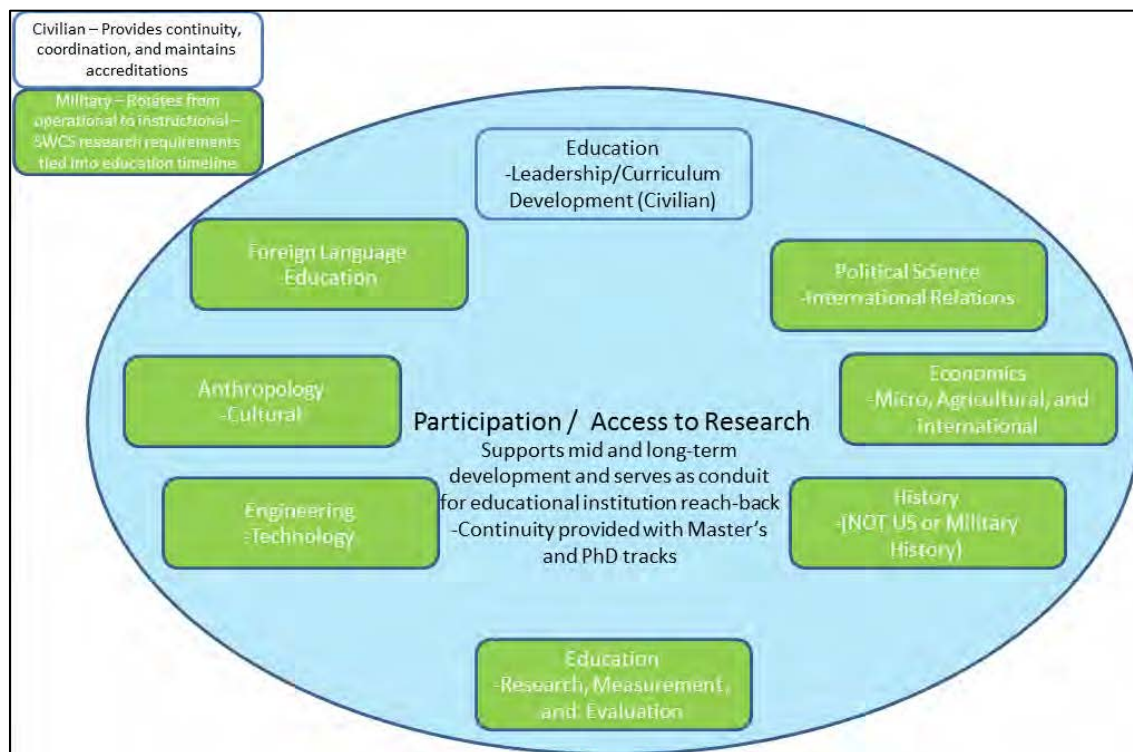 Civilian – Provides continuity,
coordination, and maintains
accreditations
Military – Rotates from
operational to instructional –
SWCS research requirements
tied into education timeline
Education
-Leadership/Curriculum
Development (Civilian)
Foreign Language
Education
Political Science
-International Relations
Anthropology
-Cultural
Economics
-Micro, Agricultural, and
international
Participation / Access to Research
Supports mid and long-term
development and serves as conduit
for educational institution reach-back
-Continuity provided with Master's
and PhD tracks
Engineering
-Technology
History
-(NOT US or Military
History)
Education
-Research, Measurement,
and Evaluation